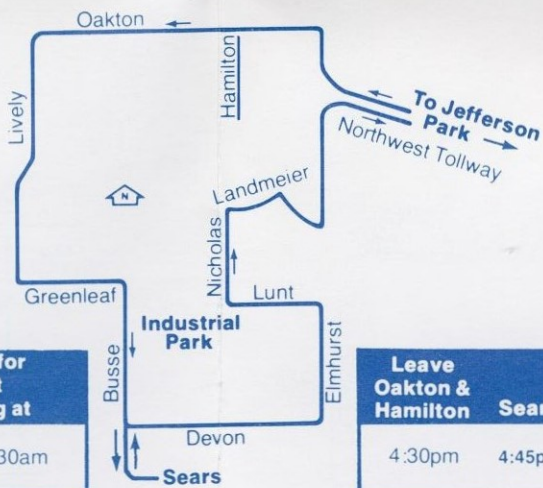 Oakton
Hamilton
Lively
To Jefferson
Park
Northwest Tollway
Landmeier
N
Nicholas
Greenleaf
Lunt
Industrial
Park
Busse
Elmhurst
Devon
Sears
for
g at
30am
Leave
Oakton &
Hamilton
4:30pm
4:45p